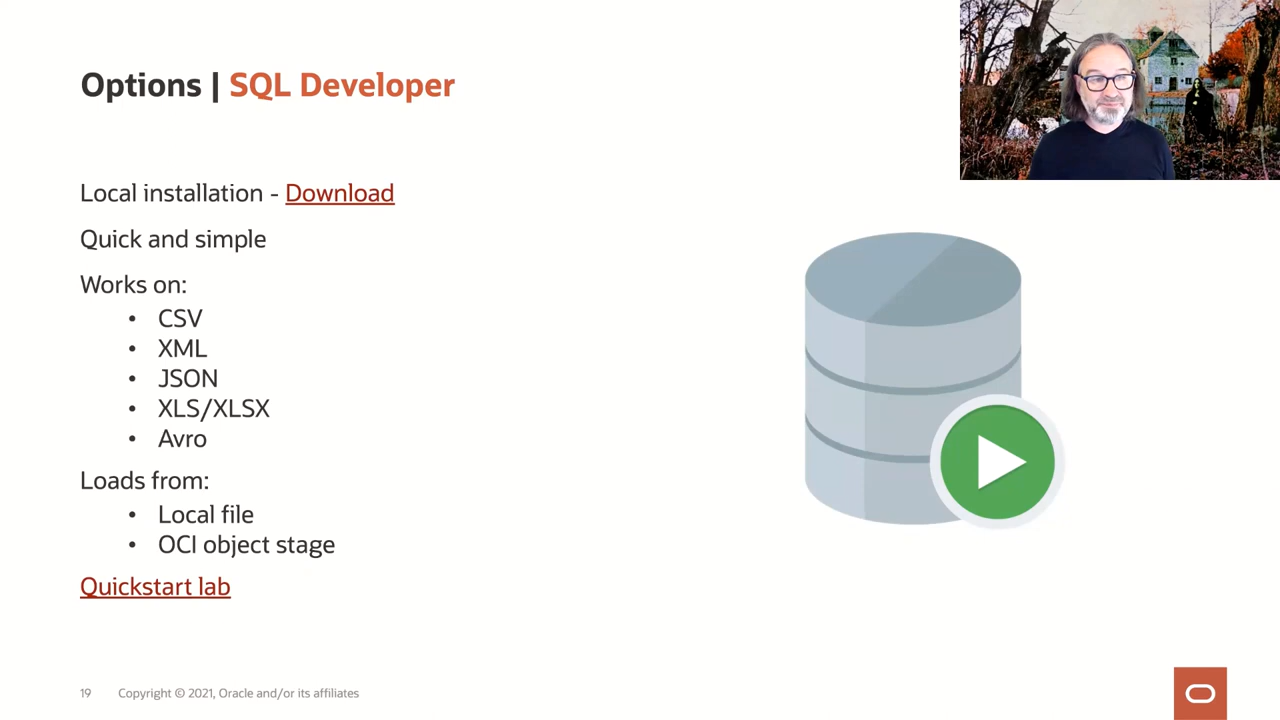 Options | SQL Developer
Local installation - Download
Quick and simple
Works on:
• CSV
• XML
• JSON
• XLS/XLSX
• Avro
Loads from:
• Local file
• OCI object stage
Quickstart lab
19 Copyright © 2021, Oracle and/or its affiliates